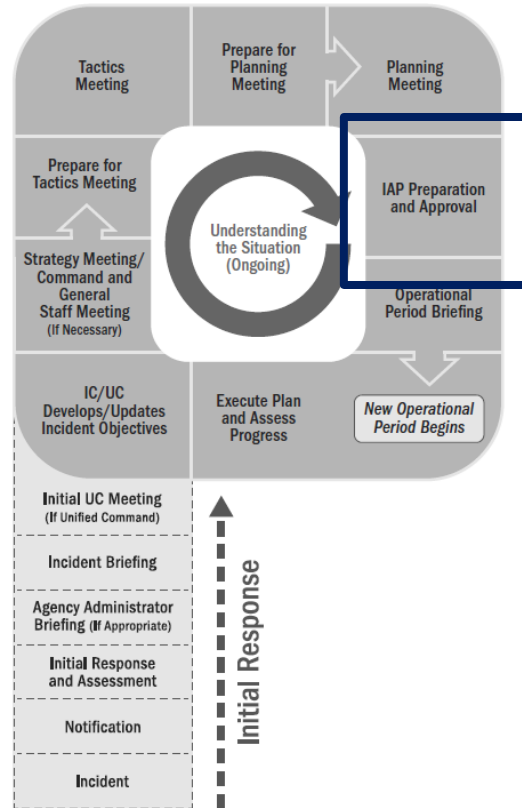 Tactics
Meeting
Prepare for
Planning
Meeting
Planning
Meeting
Prepare for
Tactics Meeting
IAP Preparation
and Approval
Understanding
the Situation
(Ongoing)
Strategy Meeting/
Command and
General
Staff Meeting
(If Necessary)
Operational
Period Briefing
IC/UC
Develops/Updates
Incident Objectives
Execute Plan
and Assess
Progress
New Operational
Period Begins
Initial UC Meeting
(If Unified Command)
Incident Briefing
Agency Administrator
Briefing (If Appropriate)
Initial Response
and Assessment
Notification
Incident
Initial Response